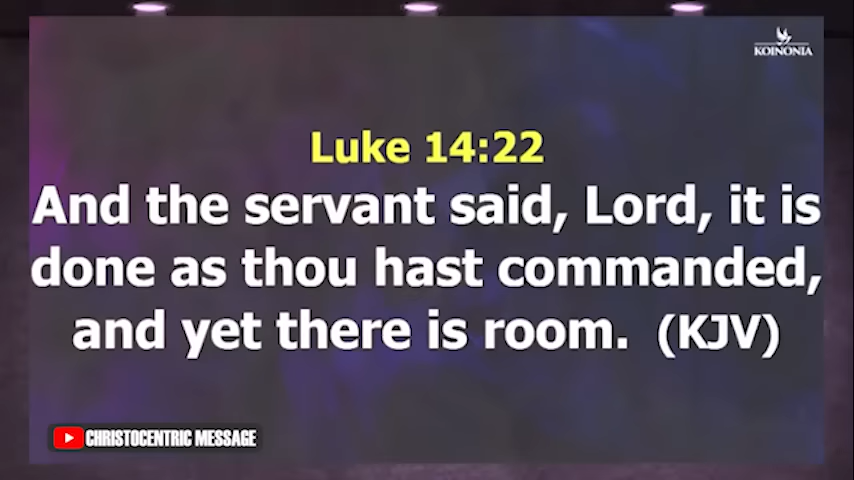 KOINONIA
Luke 14:22
And the servant said, Lord, it is
done as thou hast commanded,
and yet there is room. (KJV)
CHRISTOCENTRIC MESSAGE